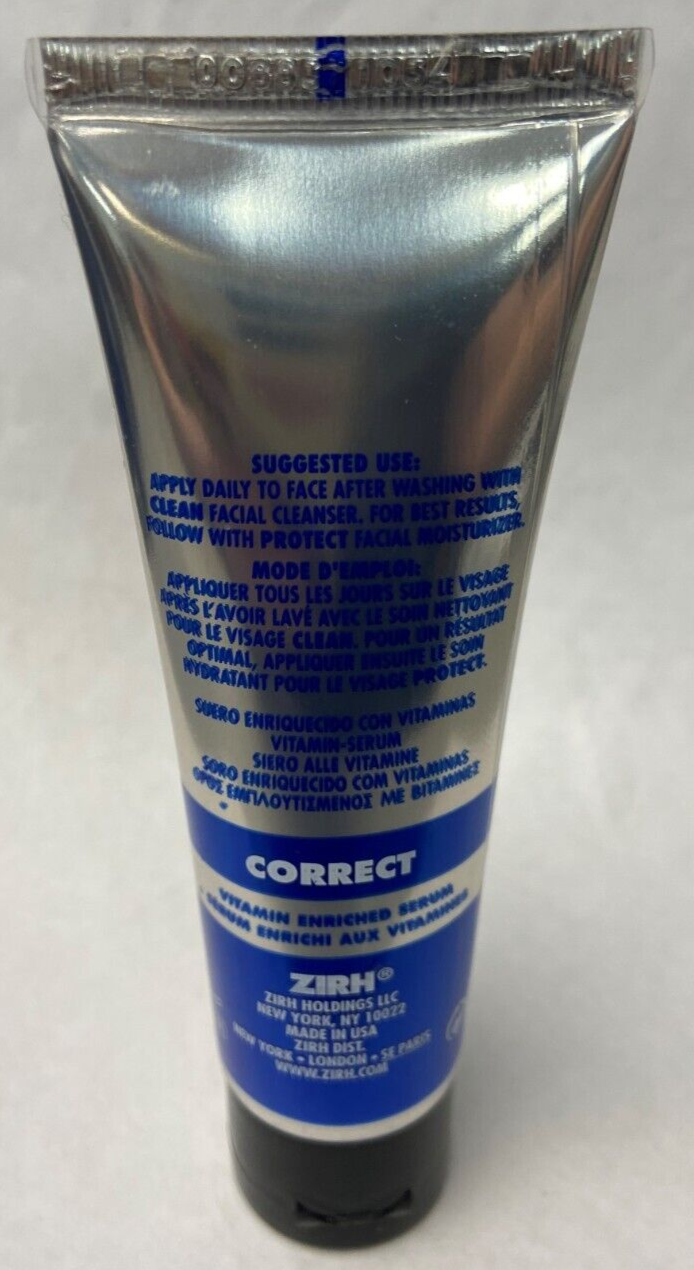 SUGGESTED USE:
APPLY DAILY TO FACE AFTER WASHING WITH
CLEAN FACIAL CLEANSER. FOR BEST RESULTS,
FOLLOW WITH PROTECT FACIAL MOISTURIZER.
MODE D'EMPLOI:
APPLIQUER TOUS LES JOURS SUR LE VISAGE
APRÈS L'AVOIR LAVÉ AVEC LE SOIN NETTOYANT
POUR LE VISAGE CLEAN. POUR UN RÉSULTAT
OPTIMAL, APPLIQUER ENSUITE LE SOIN
HYDRATANT POUR LE VISAGE PROTECT.
SUERO ENRIQUECIDO CON VITAMINAS
VITAMIN-SERUM
SIERO ALLE VITAMINE
SORO ENRIQUECIDO COM VITAMINAS
ΟΡΟΣ ΕΜΠΛΟΥΤΙΣΜΕΝΟΣ ΜΕ ΒΙΤΑΜΙΝΕΣ
CORRECT
VITAMIN ENRICHED SERUM
SÉRUM ENRICHI AUX VITAMINES
ZIRH®
ZIRH HOLDINGS LLC
NEW YORK, NY 10022
MADE IN USA
ZIRH DIST.
NEW YORK • LONDON • SE PARIS
WWW.ZIRH.COM